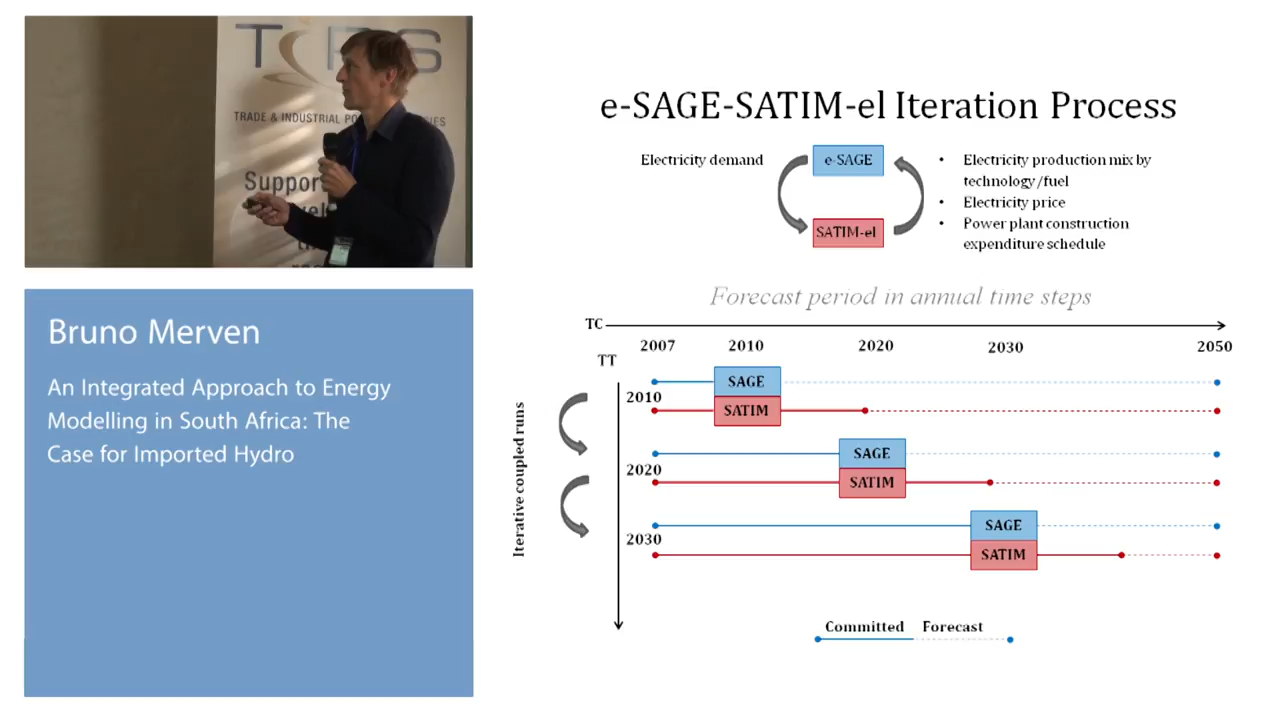 TIPS
TRADE & INDUSTRIAL PO
IES
Suppor
Bruno Merven
An Integrated Approach to Energy
Modelling in South Africa: The
Case for Imported Hydro
e-SAGE-SATIM-el Iteration Process
Electricity demand
e-SAGE
SATIM-el
• Electricity production mix by
technology/fuel
• Electricity price
• Power plant construction
expenditure schedule
Forecast period in annual time steps
TC
2007 2010 2020 2030 2050
TT
Iterative coupled runs
2010
SAGE
SATIM
2020
SAGE
SATIM
2030
SAGE
SATIM
Committed Forecast